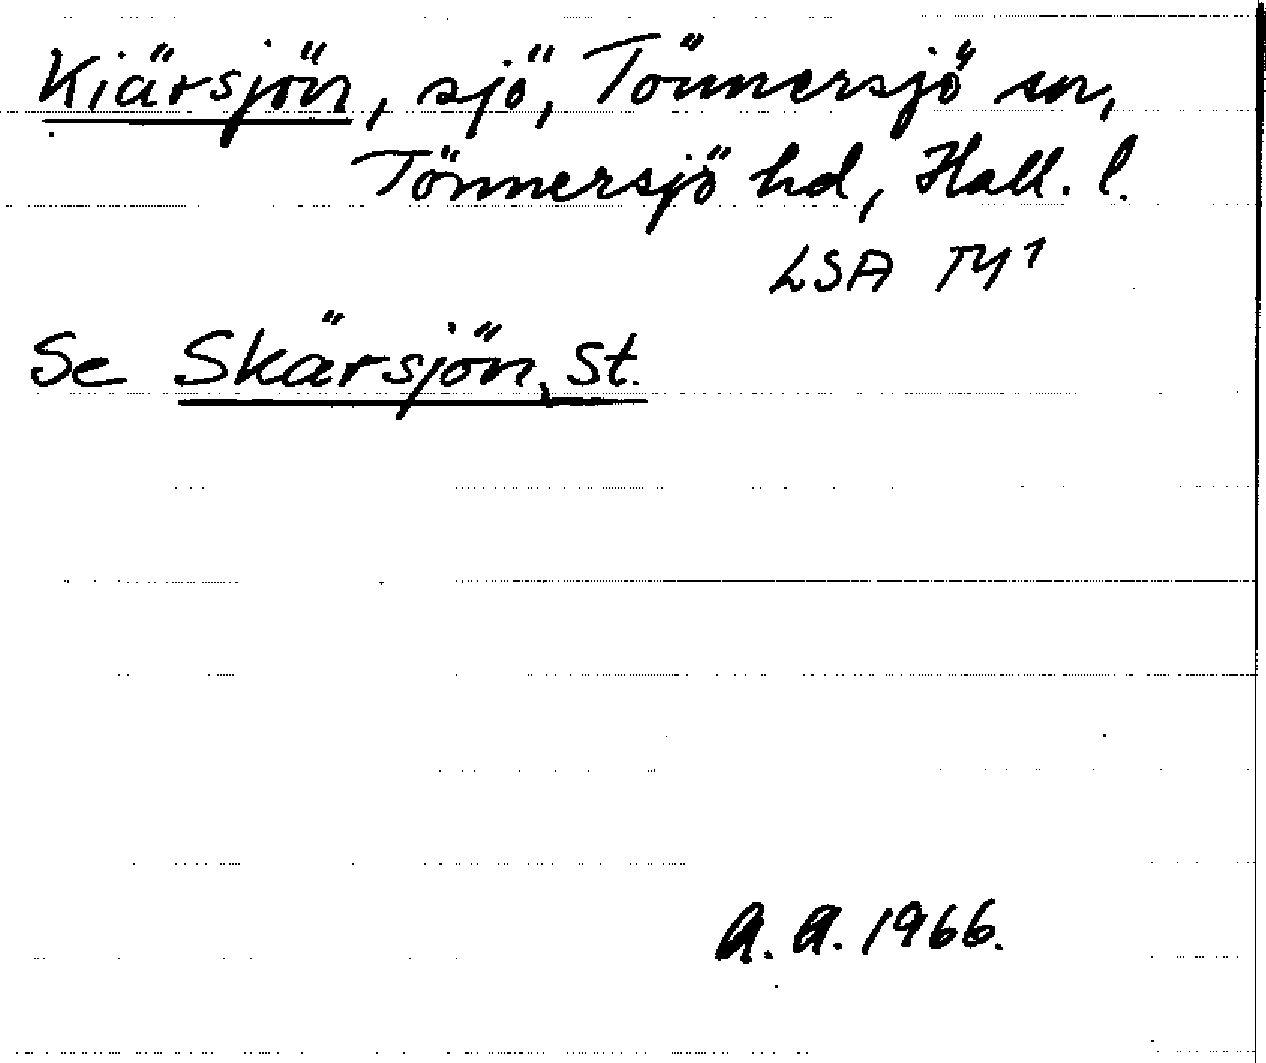 Kiärsjön, sjö, Tönnersjö sn,
Tönnersjö hd, Hall. l.
LSA T41
Se Skärsjön, St.
A. A. 1966.